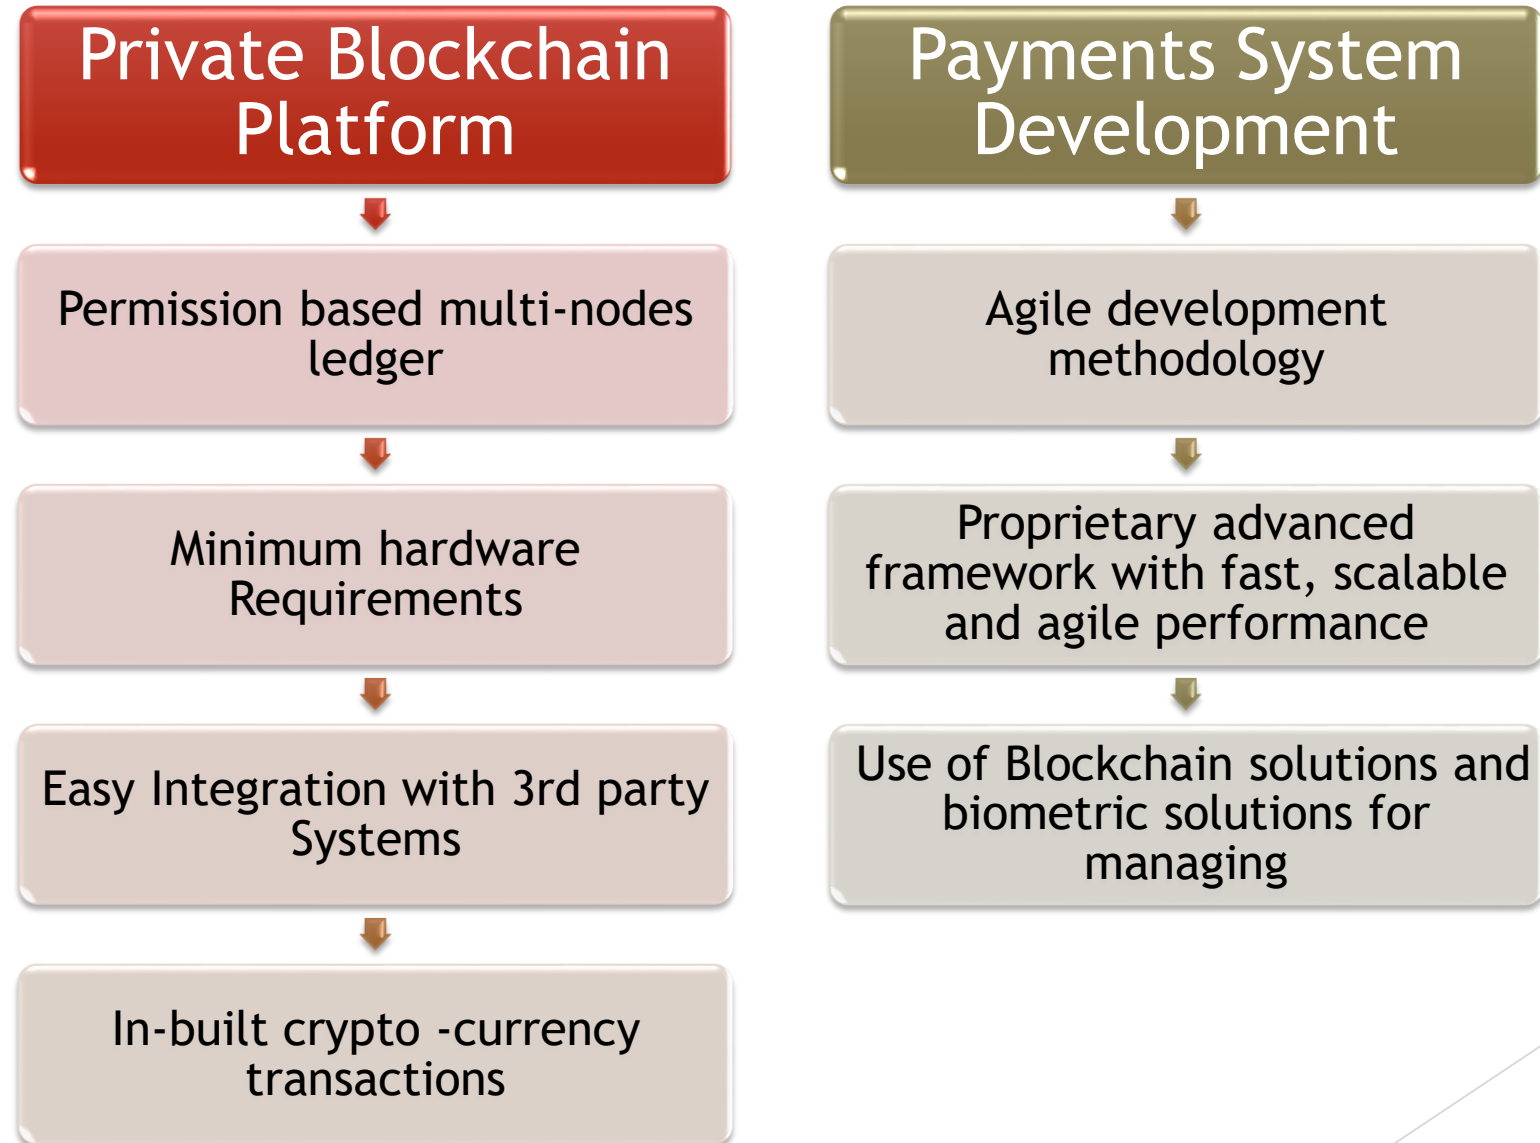 Private Blockchain
Platform
Permission based multi-nodes
ledger
Minimum hardware
Requirements
Easy Integration with 3rd party
Systems
In-built crypto -currency
transactions
Payments System
Development
Agile development
methodology
Proprietary advanced
framework with fast, scalable
and agile performance
Use of Blockchain solutions and
biometric solutions for
managing